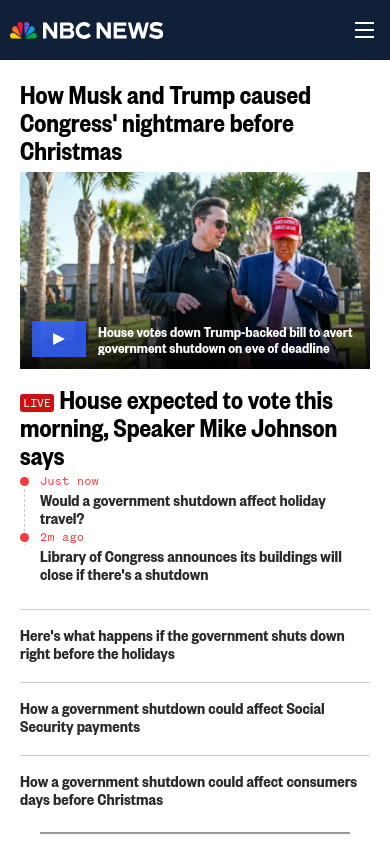 NBC NEWS
How Musk and Trump caused
Congress' nightmare before
Christmas
House votes down Trump-backed bill to avert
government shutdown on eve of deadline
LIVE House expected to vote this
morning, Speaker Mike Johnson
says
Just now
Would a government shutdown affect holiday
travel?
2m ago
Library of Congress announces its buildings will
close if there's a shutdown
Here's what happens if the government shuts down
right before the holidays
How a government shutdown could affect Social
Security payments
How a government shutdown could affect consumers
days before Christmas